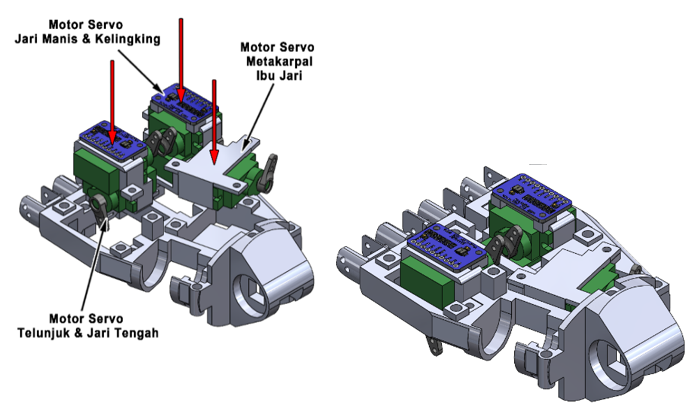 Motor Servo
Jari Manis & Kelingking
Motor Servo
Metakarpal
Ibu Jari
Motor Servo
Telunjuk & Jari Tengah